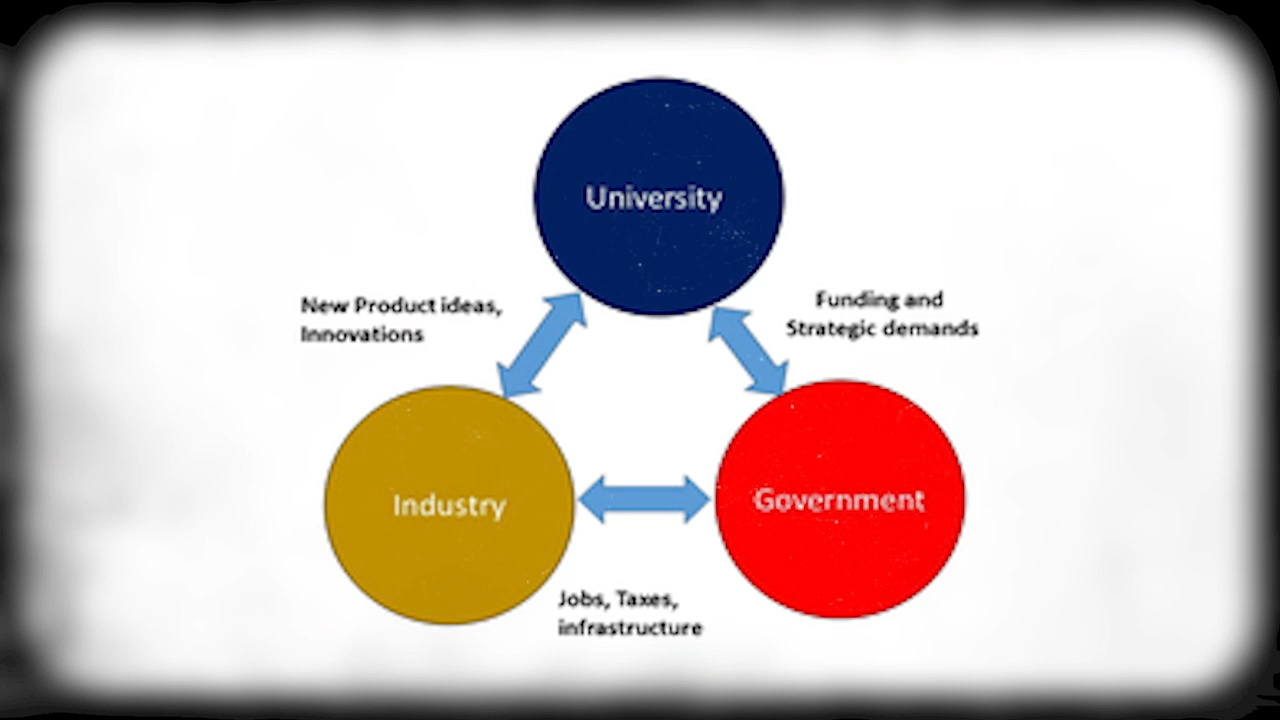 University
New Product ideas,
Innovations
Funding and
Strategic demands
Industry
Government
Jobs, Taxes,
infrastructure